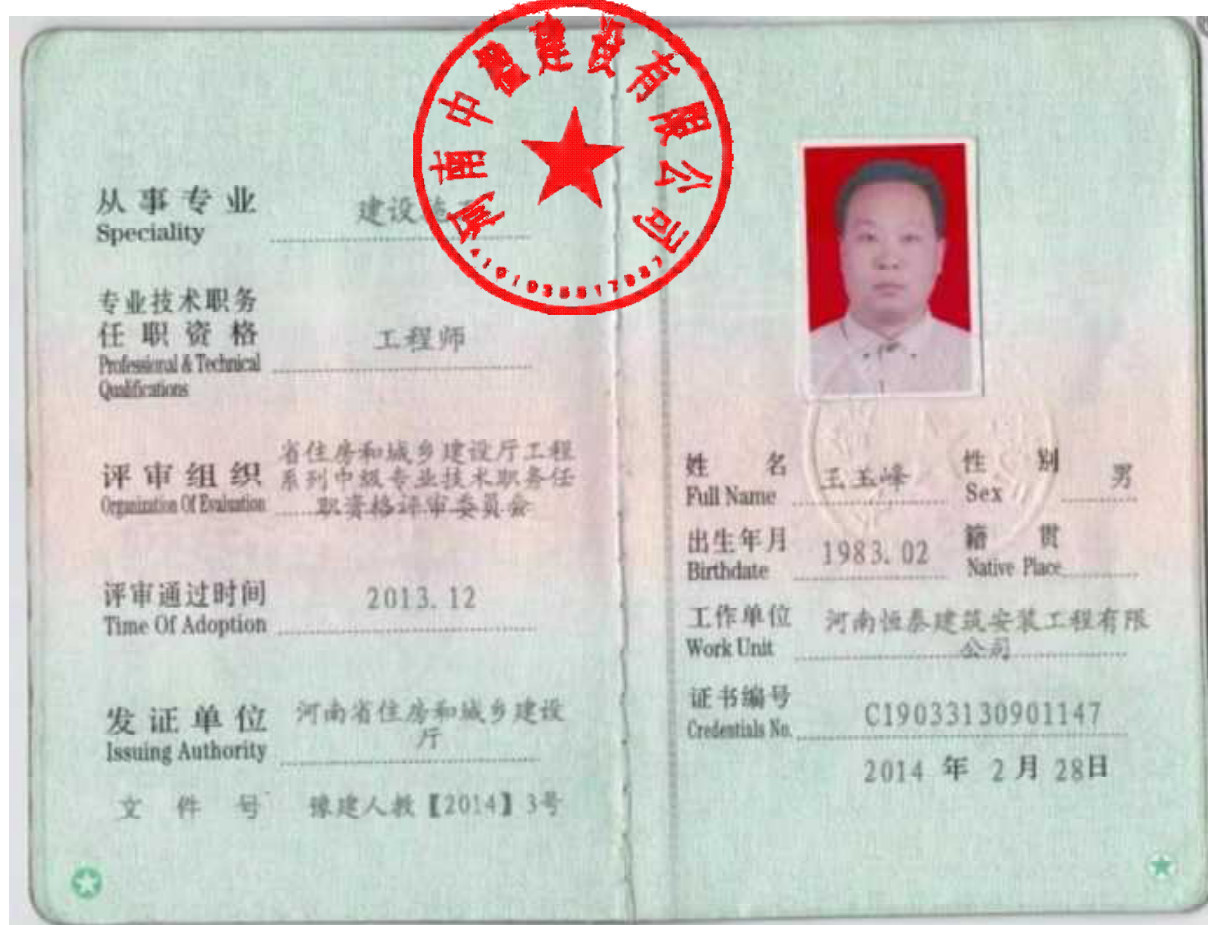 从事专业
Speciality
建设施工
专业技术职务
任职资格
Professional & Technical
Qualifications
工程师
评审组织
Organization Of Evaluation
省住房和城乡建设厅工程
系列中级专业技术职务任
职资格评审委员会
评审通过时间
Time Of Adoption
2013.12
发证单位
Issuing Authority
河南省住房和城乡建设
厅
文件号 豫建人教【2014】3号
河南中 建设有限公司
姓名
Full Name
王玉峰
性别
Sex
男
出生年月
Birthdate
1983.02
籍贯
Native Place
工作单位
Work Unit
河南恒泰建筑安装工程有限
公司
证书编号
Credentials No.
C19033130901147
2014 年 2 月 28日